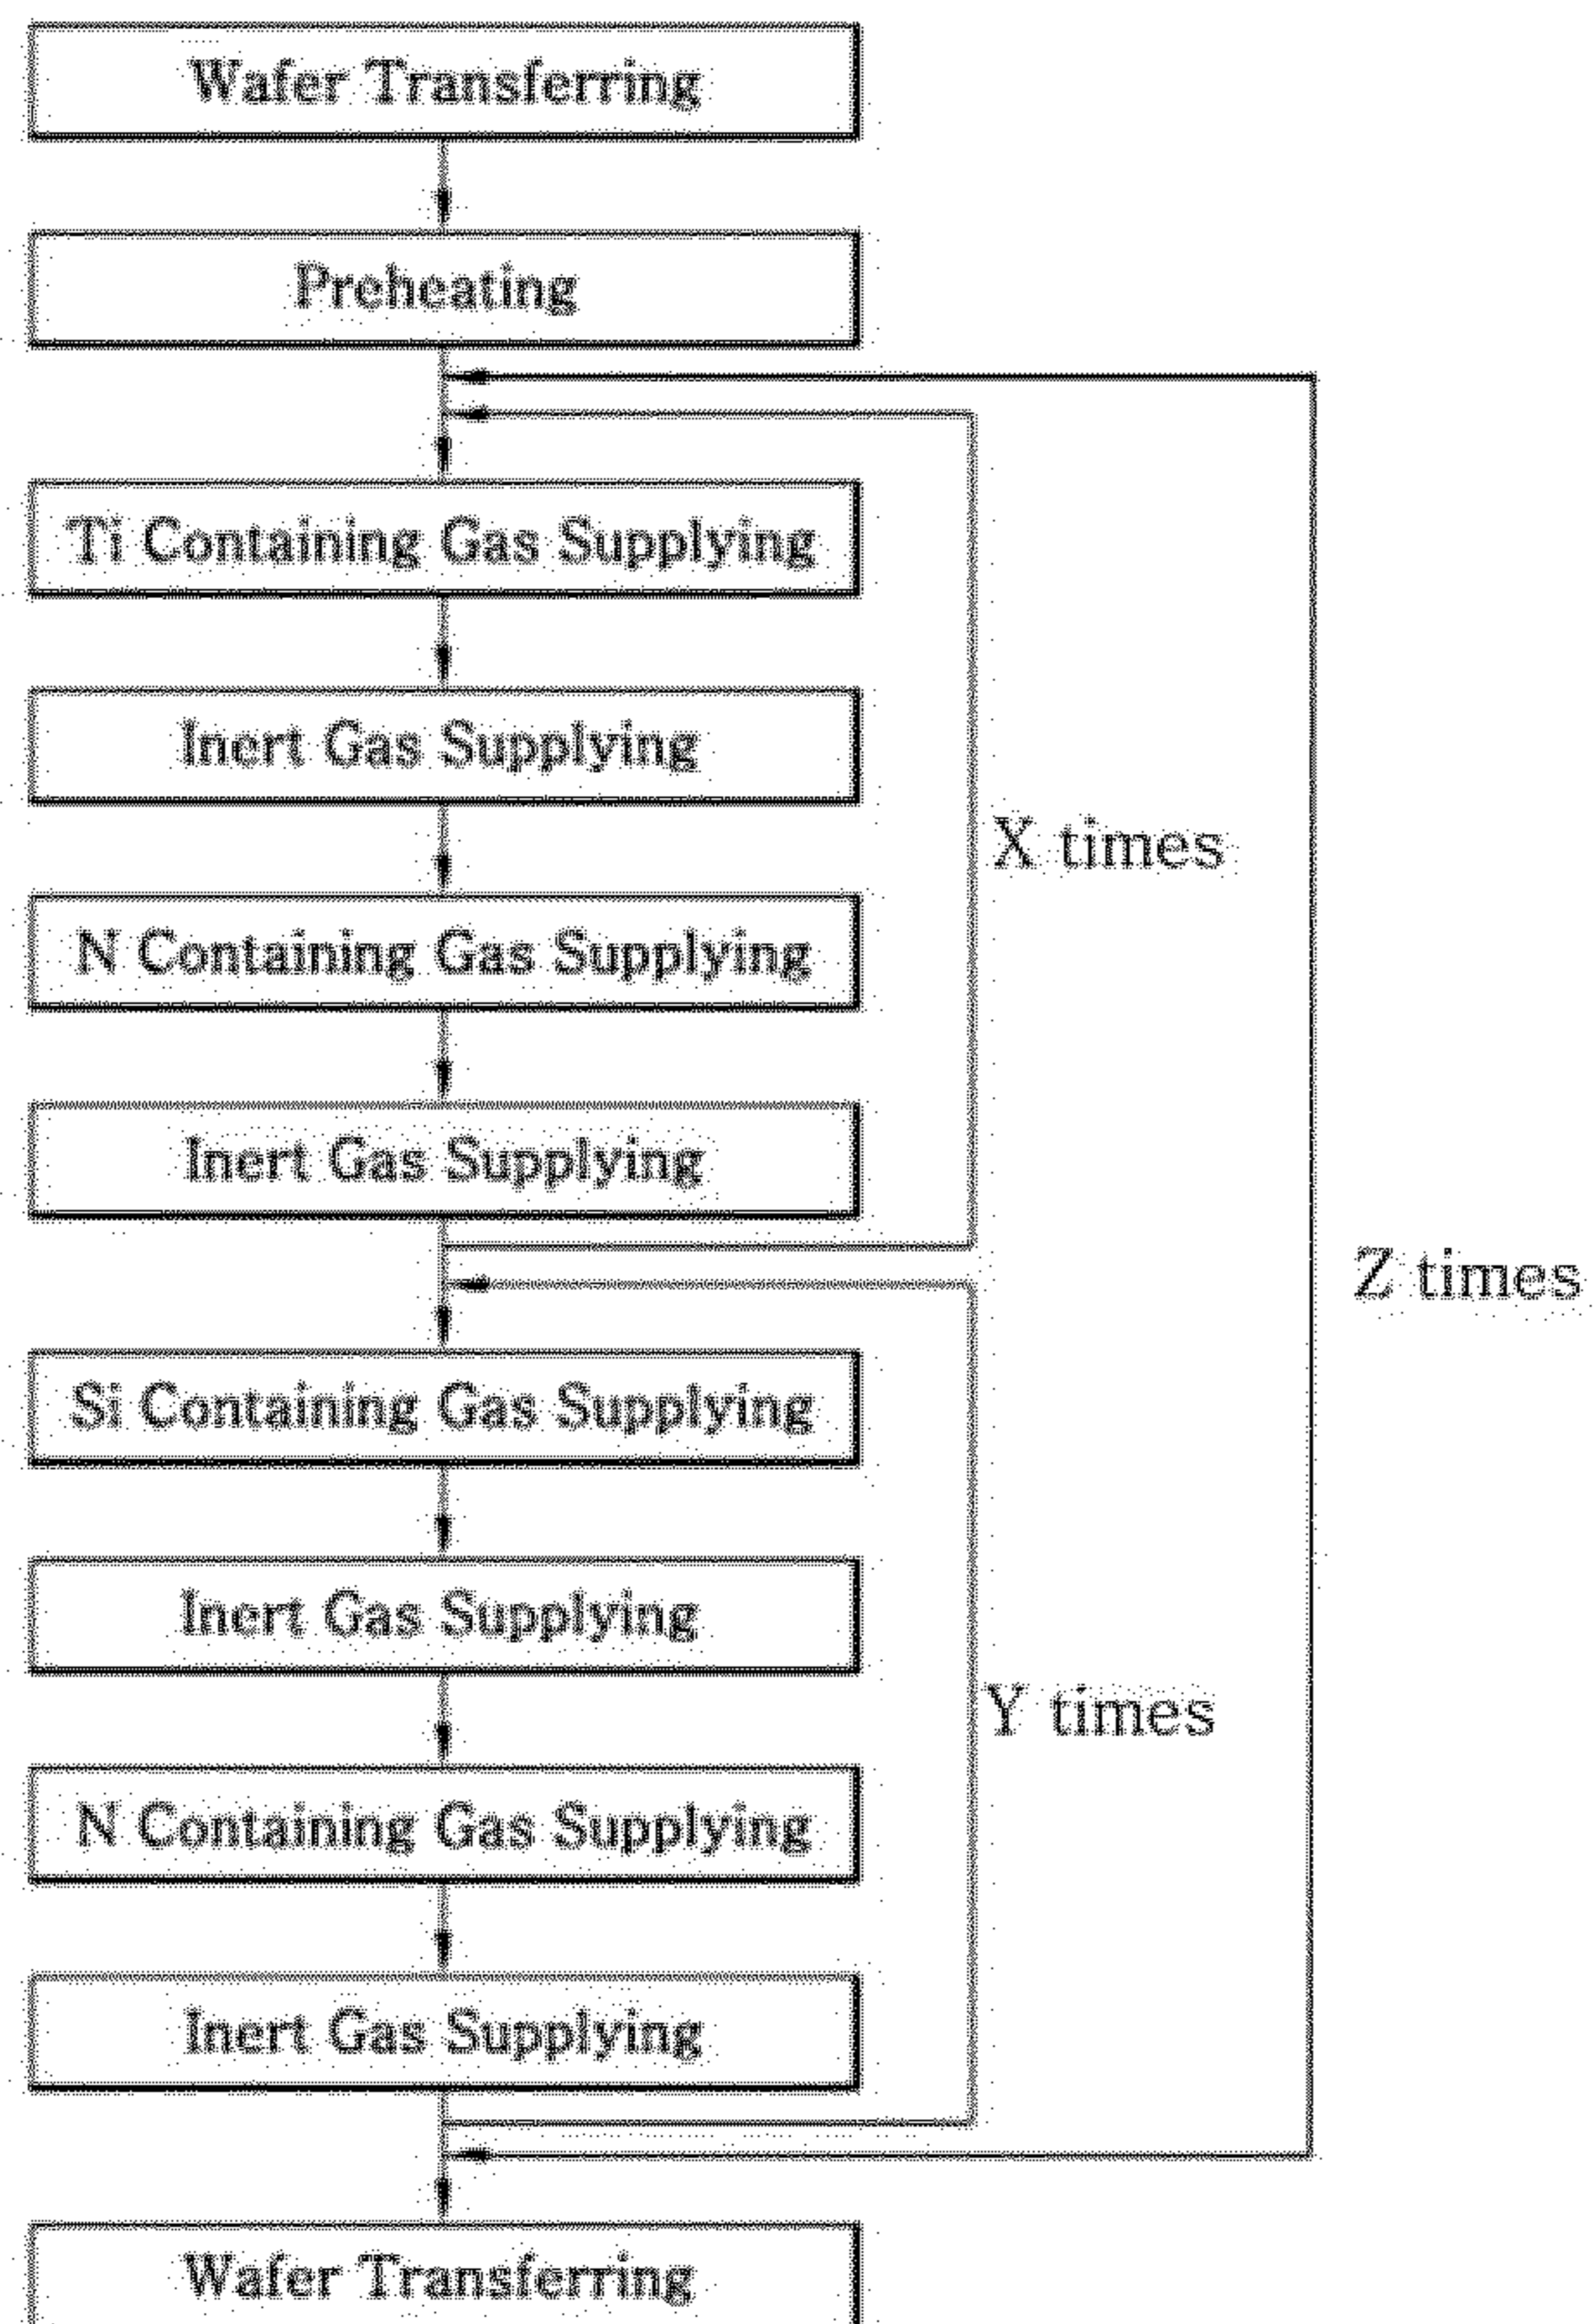 Wafer Transferring
Preheating
Ti Containing Gas Supplying
Inert Gas Supplying
X times
N Containing Gas Supplying
Inert Gas Supplying
Z times
Si Containing Gas Supplying
Inert Gas Supplying
Y times
N Containing Gas Supplying
Inert Gas Supplying
Wafer Transferring